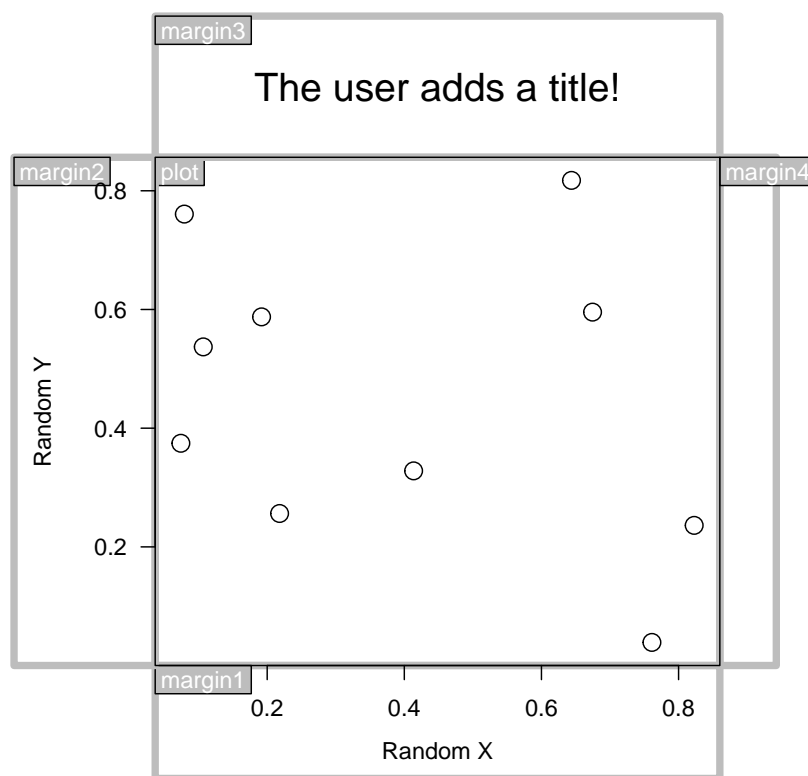 margin3
The user adds a title!
margin2
plot
margin4
0.8
0.6
0.4
0.2
Random Y
margin1
0.2 0.4 0.6 0.8
Random X